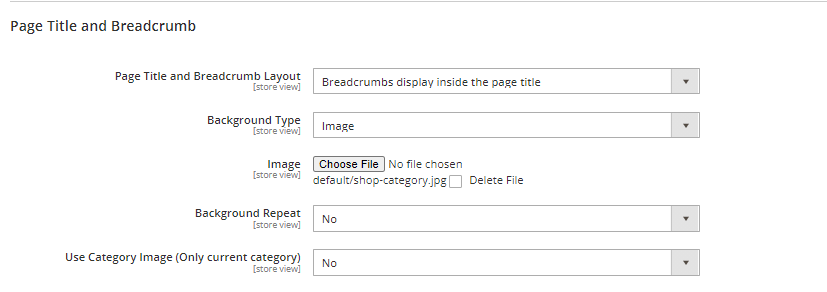 Page Title and Breadcrumb
Page Title and Breadcrumb Layout
[store view]
Breadcrumbs display inside the page title
Background Type
[store view]
Image
Image
[store view]
Choose File No file chosen
default/shop-category.jpg Delete File
Background Repeat
[store view]
No
Use Category Image (Only current category)
[store view]
No